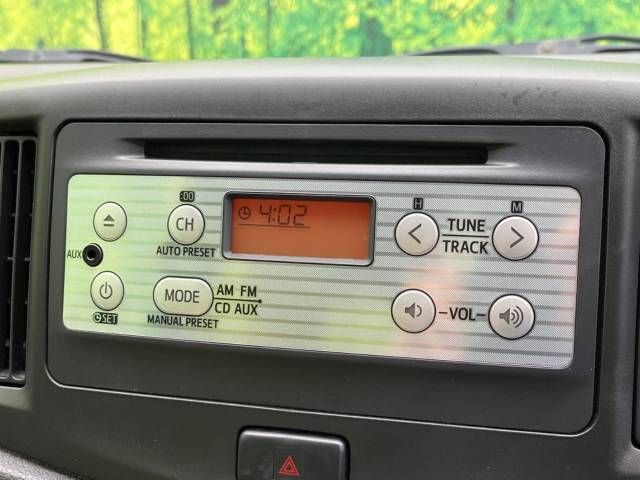 :00
H
M
CH
4:02
TUNE
TRACK
AUTO PRESET
AUX
MODE
AM FM
CD AUX
VOL
SET
MANUAL PRESET